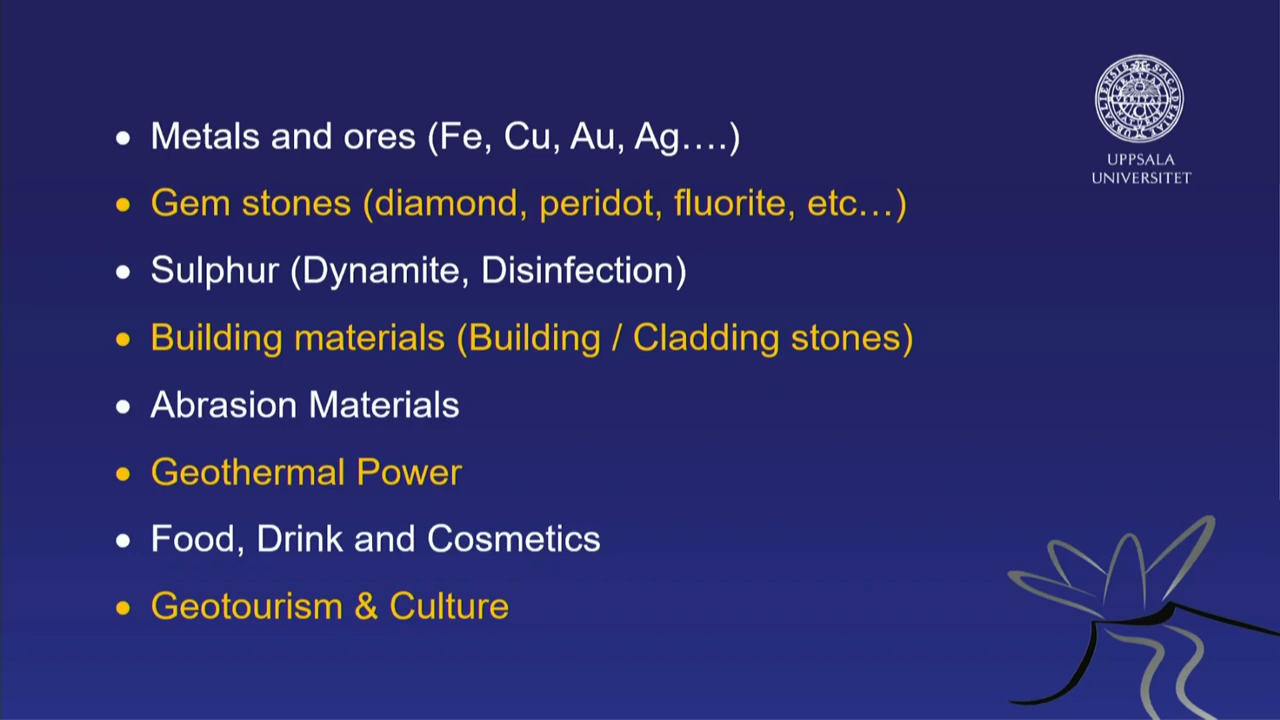 • Metals and ores (Fe, Cu, Au, Ag….)
• Gem stones (diamond, peridot, fluorite, etc…)
• Sulphur (Dynamite, Disinfection)
• Building materials (Building / Cladding stones)
• Abrasion Materials
• Geothermal Power
• Food, Drink and Cosmetics
• Geotourism & Culture
UPPSALA
UNIVERSITET